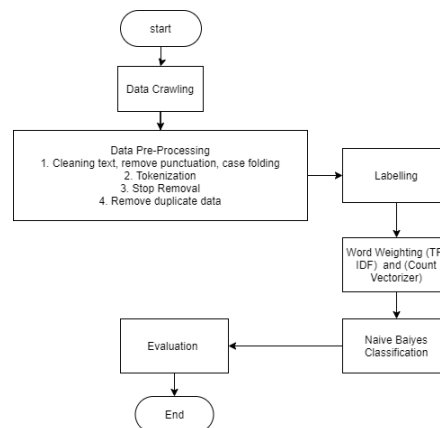 start
Data Crawling
Data Pre-Processing
1. Cleaning text, remove punctuation, case folding
2. Tokenization
3. Stop Removal
4. Remove duplicate data
Labelling
Word Weighting (TF
IDF) and (Count
Vectorizer)
Naive Baiyes
Classification
Evaluation
End